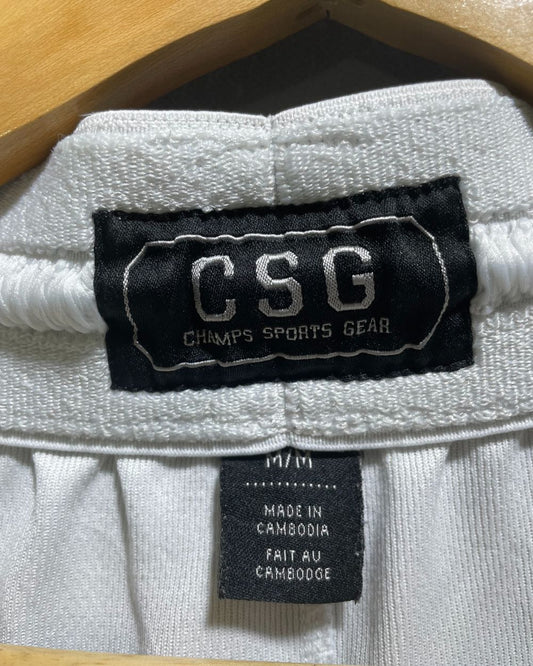 CSG
CHAMPS SPORTS GEAR
M/M
MADE IN
CAMBODIA
FAIT AU
CAMBODGE